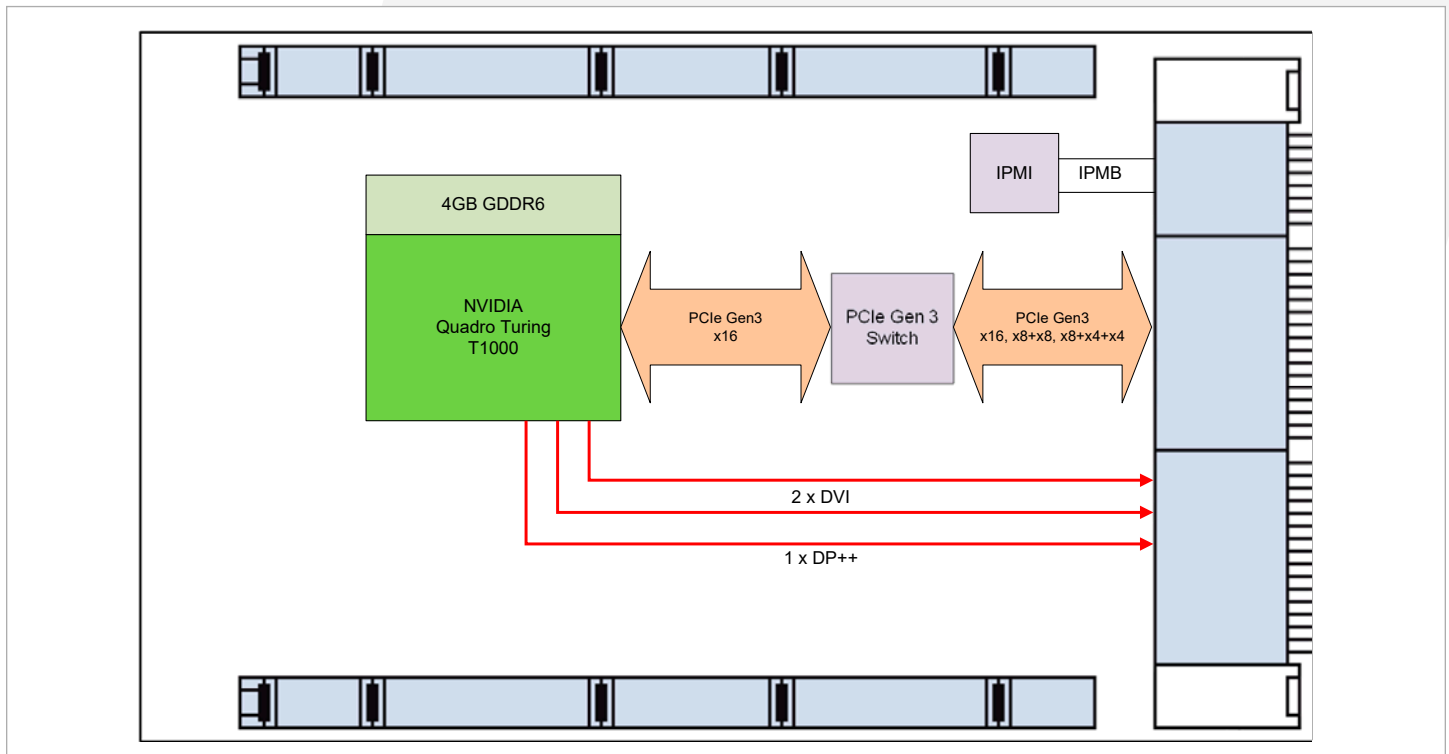 IPMI
IPMB
4GB GDDR6
NVIDIA
Quadro Turing
T1000
PCIe Gen3
x16
PCIe Gen 3
Switch
PCIe Gen3
x16, x8+x8, x8+x4+x4
2 x DVI
1 x DP++